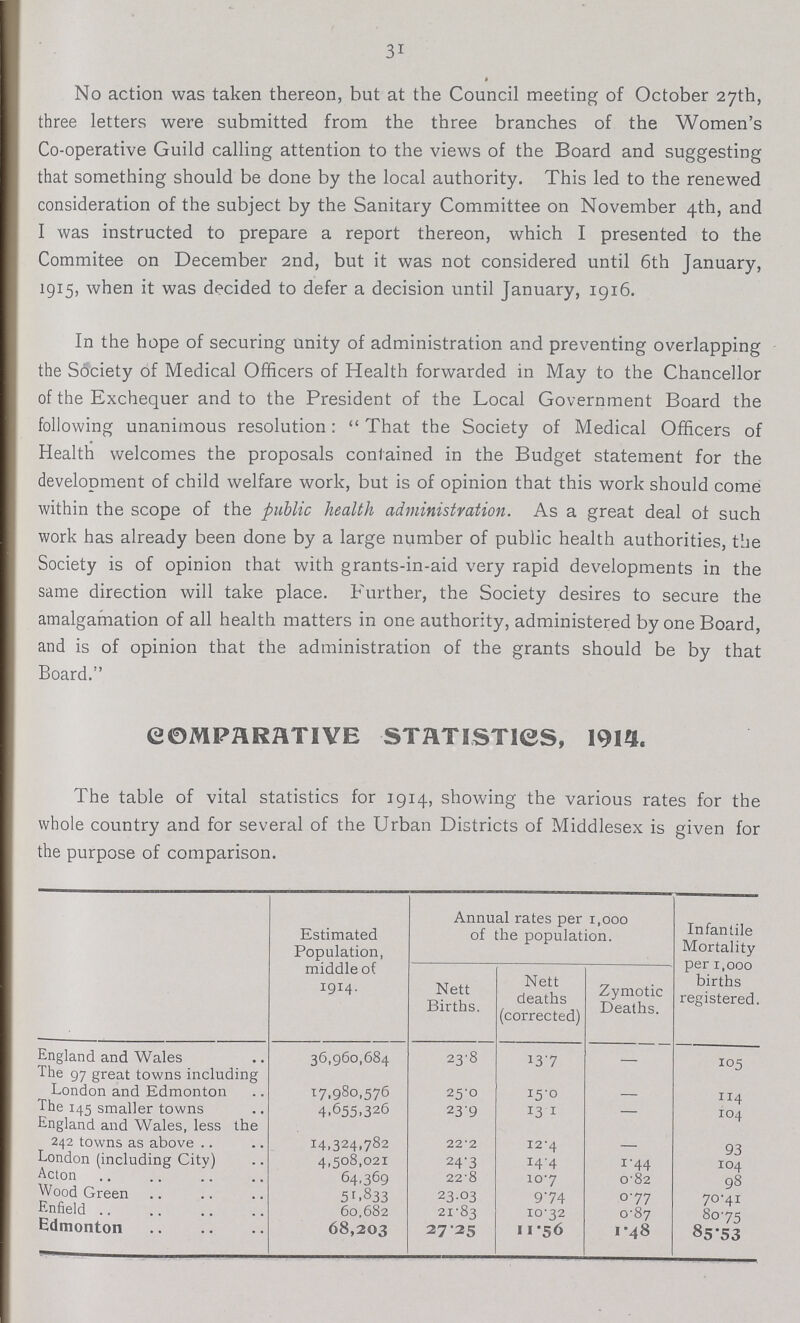 31
No action was taken thereon, but at the Council meeting of October 27th,
three letters were submitted from the three branches of the Women's
Co-operative Guild calling attention to the views of the Board and suggesting
that something should be done by the local authority. This led to the renewed
consideration of the subject by the Sanitary Committee on November 4th, and
I was instructed to prepare a report thereon, which I presented to the
Commitee on December 2nd, but it was not considered until 6th January,
1915, when it was decided to defer a decision until January, 1916.
In the hope of securing unity of administration and preventing overlapping
the Society of Medical Officers of Health forwarded in May to the Chancellor
of the Exchequer and to the President of the Local Government Board the
following unanimous resolution: "That the Society of Medical Officers of
Health welcomes the proposals contained in the Budget statement for the
development of child welfare work, but is of opinion that this work should come
within the scope of the public health administration. As a great deal of such
work has already been done by a large number of public health authorities, the
Society is of opinion that with grants-in-aid very rapid developments in the
same direction will take place. Further, the Society desires to secure the
amalgamation of all health matters in one authority, administered by one Board,
and is of opinion that the administration of the grants should be by that
Board."
COMPARATIVE STATISTICS, 1914.
The table of vital statistics for 1914, showing the various rates for the
whole country and for several of the Urban Districts of Middlesex is given for
the purpose of comparison.
Estimated Population, middle of 1914.
Annual rates per 1,000 of the population.
Nett Births.
Nett deaths (corrected)
Zymotic Deaths.
Infantile Mortality per 1,000 births registered.
England and Wales .. 36,960,684 23·8 13·7 — 105
The 97 great towns including
London and Edmonton .. 17,980,576 25·0 15·0 — 114
The 145 smaller towns .. 4,655,326 23·9 13 1 — 104
England and Wales, less the
242 towns as above .. .. 14,324,782 22·2 12·4 — 93
London (including City) .. 4,508,021 24·3 14·4 1·44 104
Acton .. .. .. .. 64,369 22·8 10·7 0·82 98
Wood Green .. .. .. 51,833 23.03 9·74 0·77 70·41
Enfield .. .. .. .. 60,682 21·83 10·32 0·87 80·75
Edmonton .. .. .. 68,203 27·25 11·56 1·48 85·53